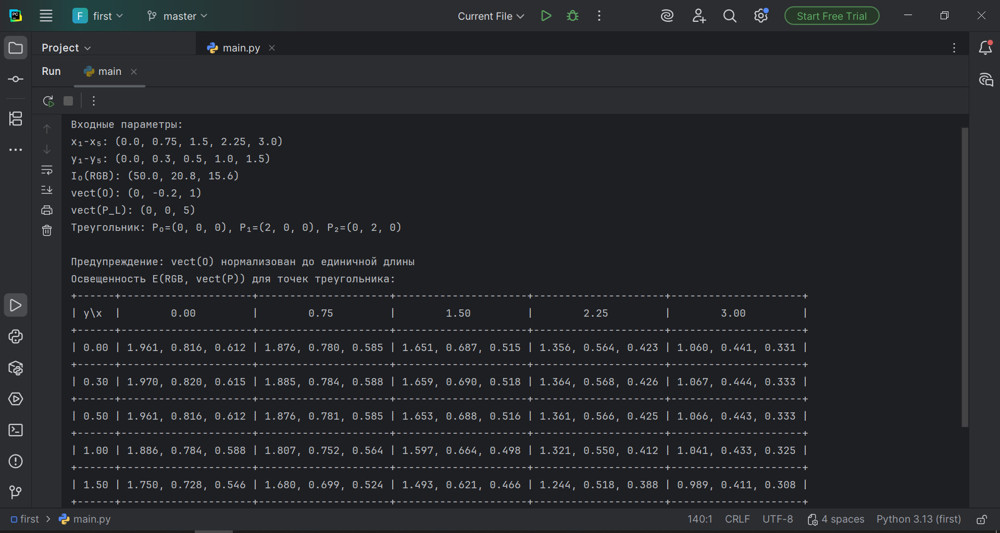 PC
F first
master
Current File
Start Free Trial
Project
main.py
Run
main
Входные параметры:
x₁-x₅: (0.0, 0.75, 1.5, 2.25, 3.0)
y₁-y₅: (0.0, 0.3, 0.5, 1.0, 1.5)
I₀(RGB): (50.0, 20.8, 15.6)
vect(O): (0, -0.2, 1)
vect(P_L): (0, 0, 5)
Треугольник: P₀=(0, 0, 0), P₁=(2, 0, 0), P₂=(0, 2, 0)
Предупреждение: vect(O) нормализован до единичной длины
Освещенность E(RGB, vect(P)) для точек треугольника:
+------+---------------------+---------------------+---------------------+---------------------+---------------------+
| y\x  |        0.00         |        0.75         |        1.50         |        2.25         |        3.00         |
+------+---------------------+---------------------+---------------------+---------------------+---------------------+
| 0.00 | 1.961, 0.816, 0.612 | 1.876, 0.780, 0.585 | 1.651, 0.687, 0.515 | 1.356, 0.564, 0.423 | 1.060, 0.441, 0.331 |
+------+---------------------+---------------------+---------------------+---------------------+---------------------+
| 0.30 | 1.970, 0.820, 0.615 | 1.885, 0.784, 0.588 | 1.659, 0.690, 0.518 | 1.364, 0.568, 0.426 | 1.067, 0.444, 0.333 |
+------+---------------------+---------------------+---------------------+---------------------+---------------------+
| 0.50 | 1.961, 0.816, 0.612 | 1.876, 0.781, 0.585 | 1.653, 0.688, 0.516 | 1.361, 0.566, 0.425 | 1.066, 0.443, 0.333 |
+------+---------------------+---------------------+---------------------+---------------------+---------------------+
| 1.00 | 1.886, 0.784, 0.588 | 1.807, 0.752, 0.564 | 1.597, 0.664, 0.498 | 1.321, 0.550, 0.412 | 1.041, 0.433, 0.325 |
+------+---------------------+---------------------+---------------------+---------------------+---------------------+
| 1.50 | 1.750, 0.728, 0.546 | 1.680, 0.699, 0.524 | 1.493, 0.621, 0.466 | 1.244, 0.518, 0.388 | 0.989, 0.411, 0.308 |
+------+---------------------+---------------------+---------------------+---------------------+---------------------+
first > main.py
140:1 CRLF UTF-8 4 spaces Python 3.13 (first)